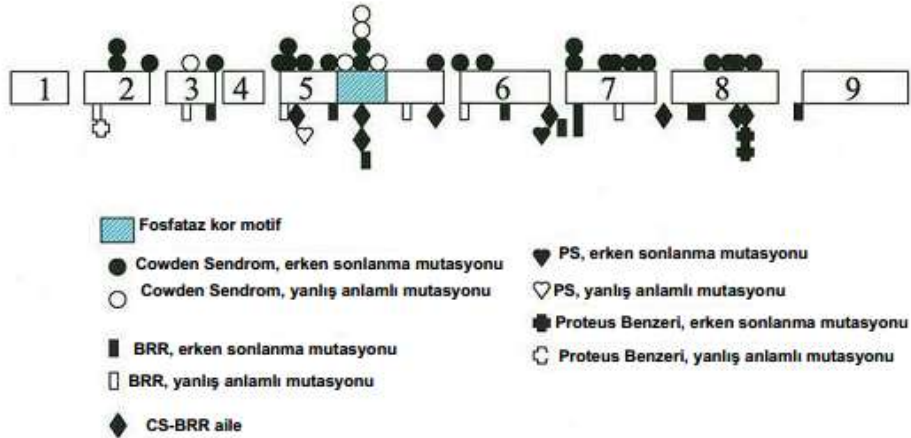 1 2 3 4 5 6 7 8 9
Fosfataz kor motif
Cowden Sendrom, erken sonlanma mutasyonu
Cowden Sendrom, yanlış anlamlı mutasyonu
BRR, erken sonlanma mutasyonu
BRR, yanlış anlamlı mutasyonu
CS-BRR aile
PS, erken sonlanma mutasyonu
PS, yanlış anlamlı mutasyonu
Proteus Benzeri, erken sonlanma mutasyonu
Proteus Benzeri, yanlış anlamlı mutasyonu